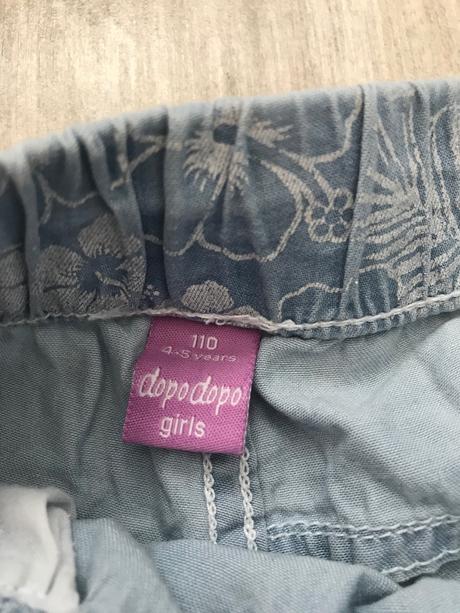 110
4-5 years
dopodopo
girls